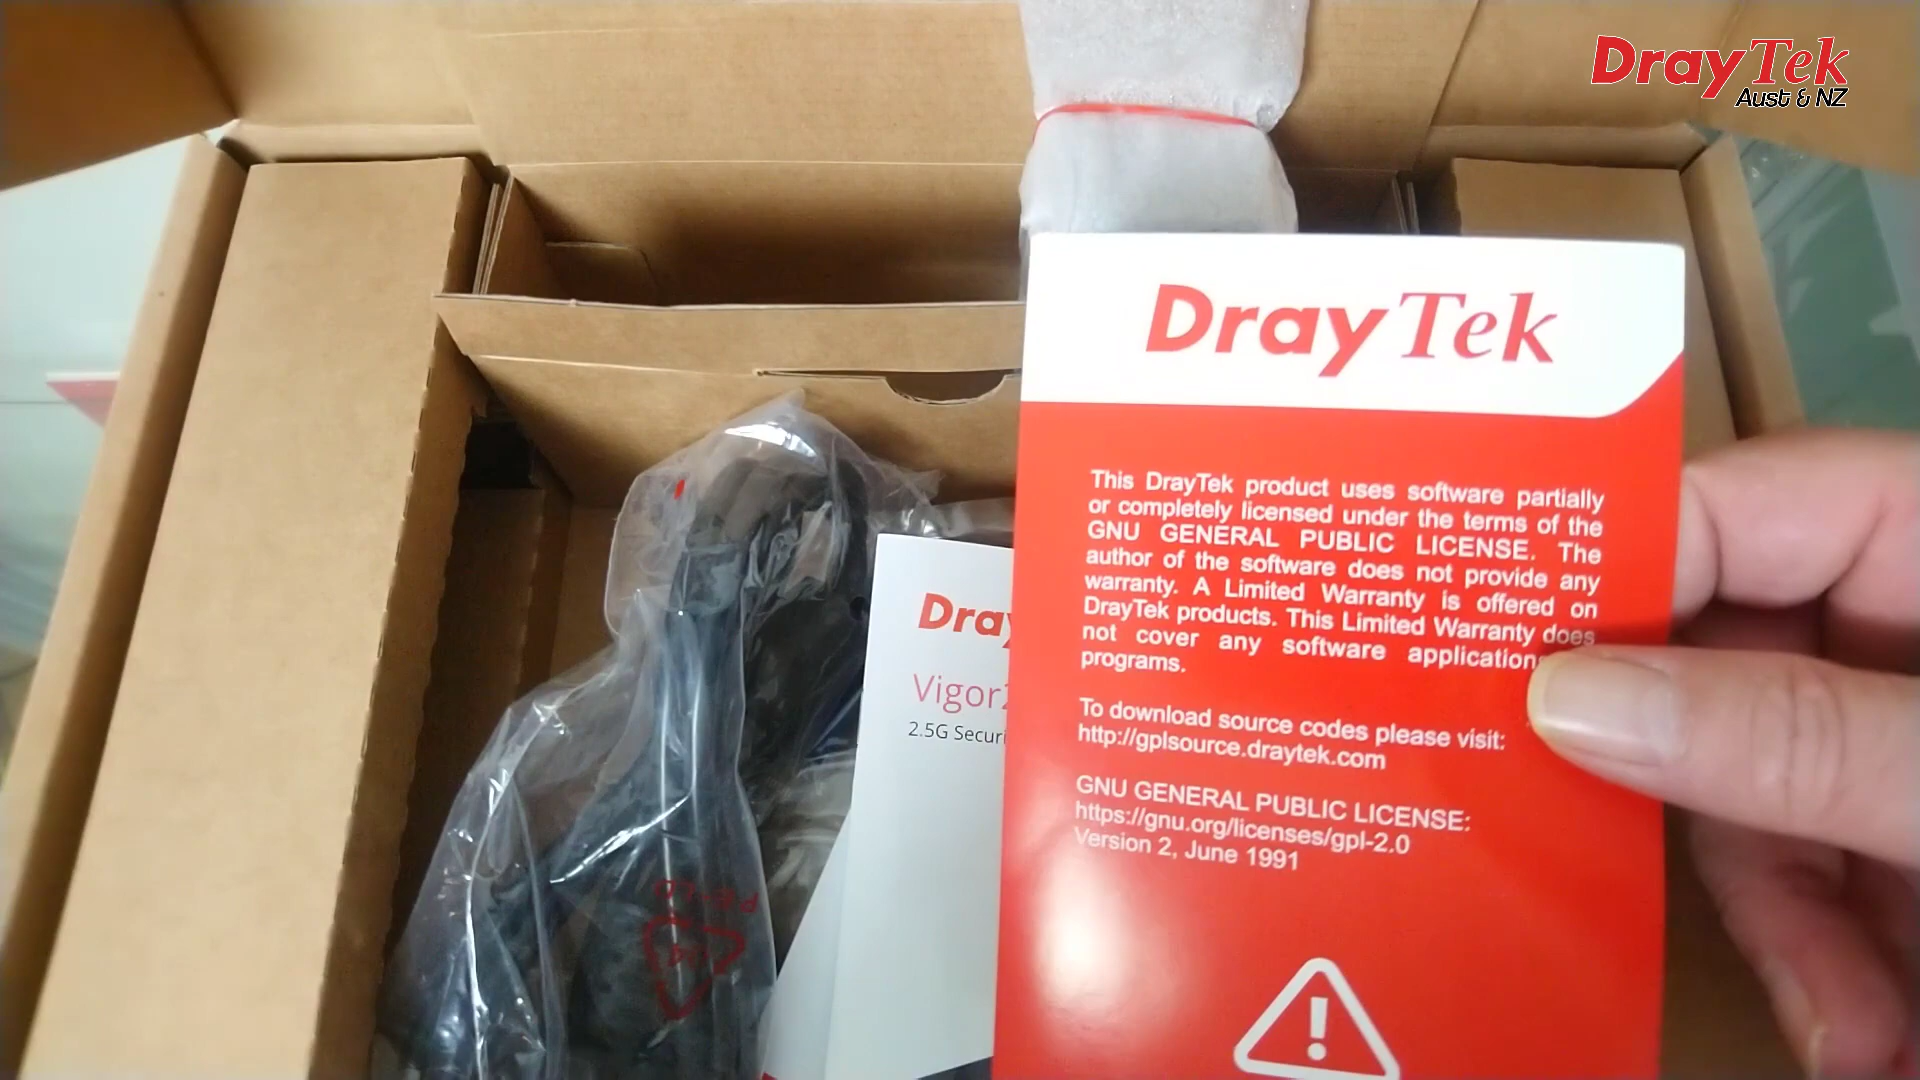 DrayTek
Aust & NZ
DrayTek
This DrayTek product uses software partially
or completely licensed under the terms of the
GNU GENERAL PUBLIC LICENSE. The
author of the software does not provide any
warranty. A Limited Warranty is offered on
DrayTek products. This Limited Warranty does
not cover any software application
programs.
To download source codes please visit:
http://gplsource.draytek.com
GNU GENERAL PUBLIC LICENSE:
https://gnu.org/licenses/gpl-2.0
Version 2, June 1991
Dray
Vigor2
2.5G Securi
04
PE-LD